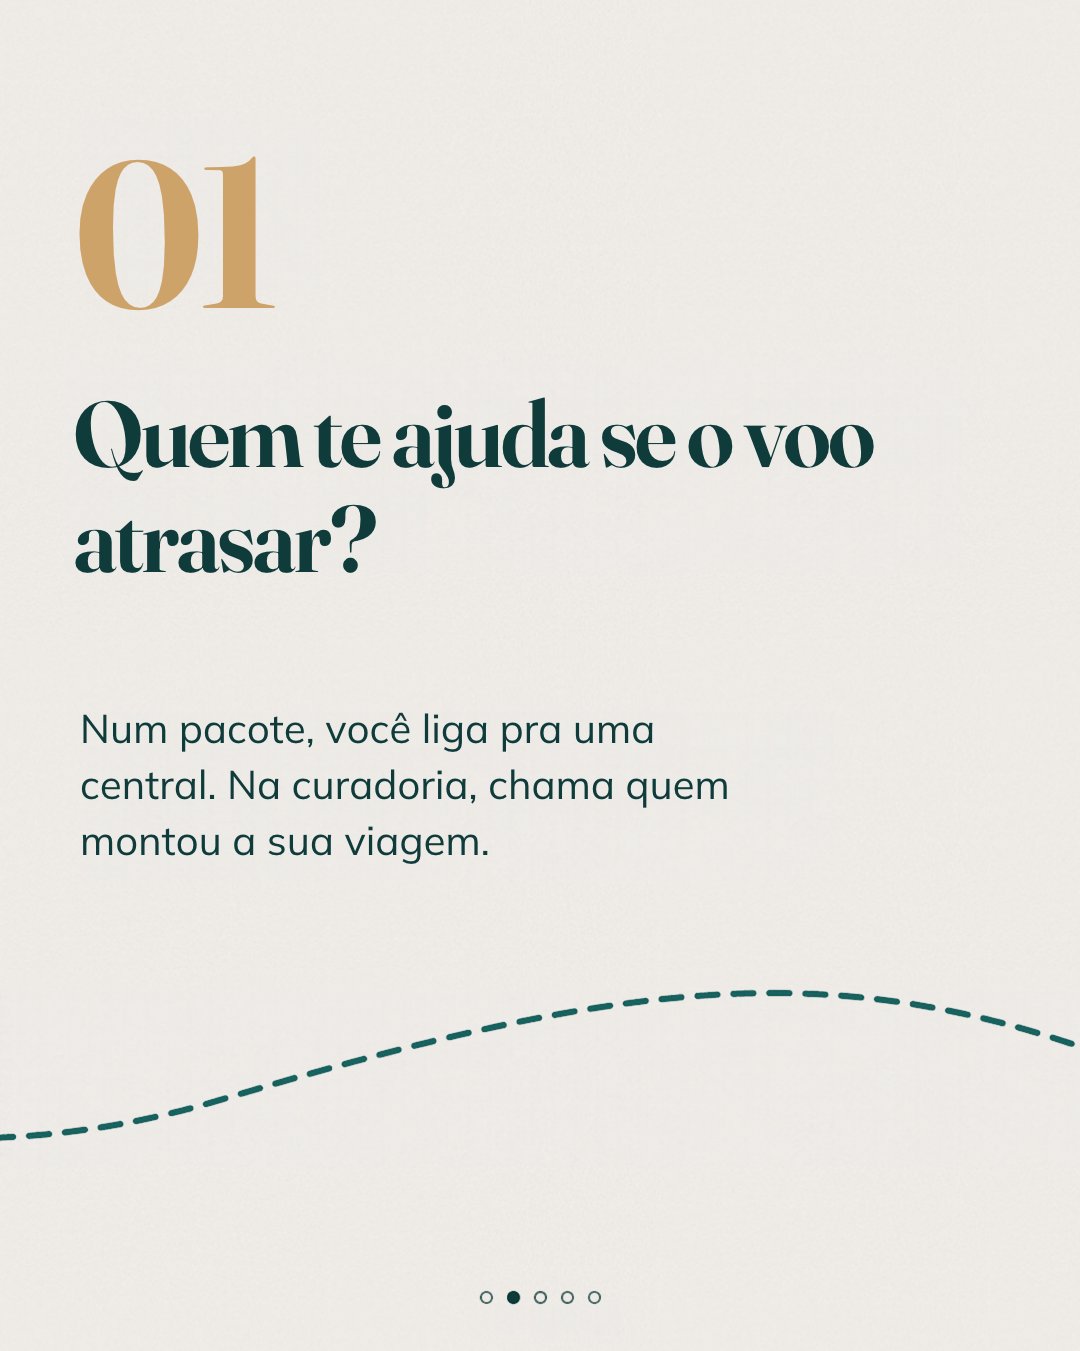 01
Quem te ajuda se o voo
atrasar?
Num pacote, você liga pra uma
central. Na curadoria, chama quem
montou a sua viagem.